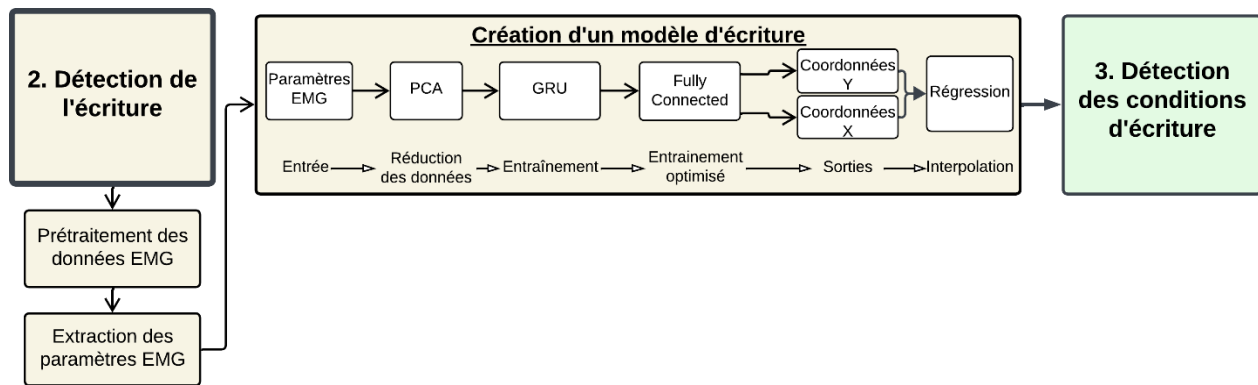 2. Détection de
l'écriture
Prétraitement des
données EMG
Extraction des
paramètres EMG
Création d'un modèle d'écriture
Paramètres
EMG
PCA
GRU
Fully
Connected
Coordonnées
Y
Coordonnées
X
Régression
Entrée
Réduction
des données
Entraînement
Entrainement
optimisé
Sorties
Interpolation
3. Détection
des conditions
d'écriture